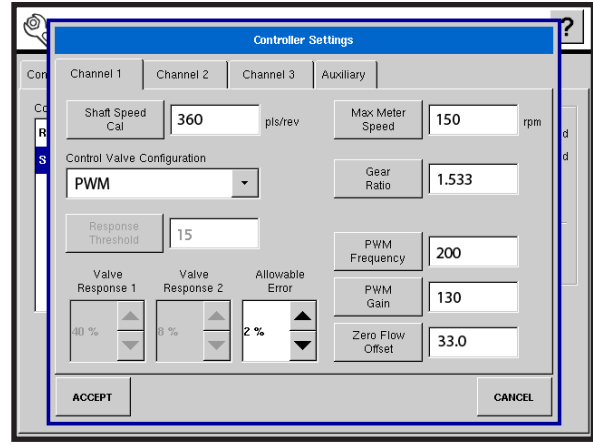 ?
Controller Settings
Con
Channel 1
Channel 2
Channel 3
Auxiliary
Co
R
S
d
d
Shaft Speed
Cal
360
pls/rev
Max Meter
Speed
150
rpm
Control Valve Configuration
PWM
Gear
Ratio
1.533
Response
Threshold
15
PWM
Frequency
200
Valve
Response 1
Valve
Response 2
Allowable
Error
40 %
8 %
2 %
PWM
Gain
130
Zero Flow
Offset
33.0
ACCEPT
CANCEL